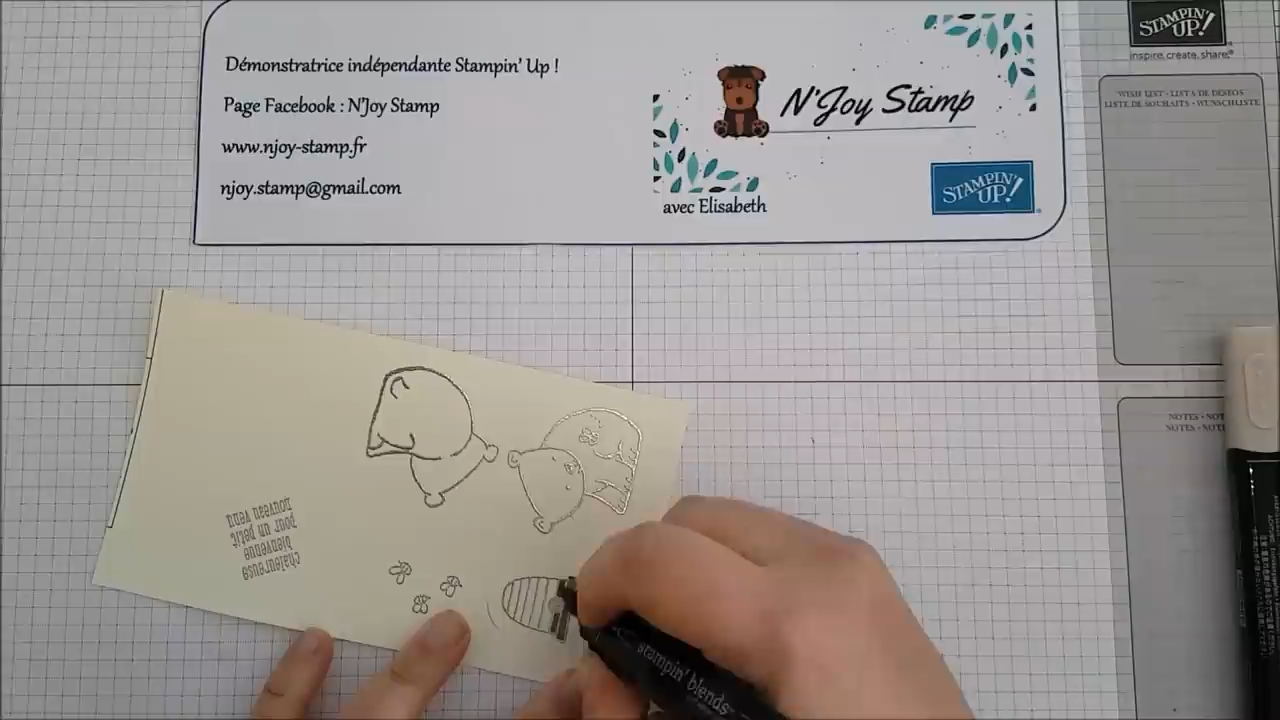 Démonstratrice indépendante Stampin' Up !
Page Facebook : N'Joy Stamp
www.njoy-stamp.fr
njoy.stamp@gmail.com
N'Joy Stamp
avec Elisabeth
STAMPIN' UP!
STAMPIN' UP!
inspire. create. share.
WISH LIST • LISTA DE DESEOS
LISTE DE SOUHAITS • WUNSCHLISTE
NOTES • NOT
NOTES • NOT
chaleureuse
bienvenue
pour un petit
nouveau venu
stampin' blends